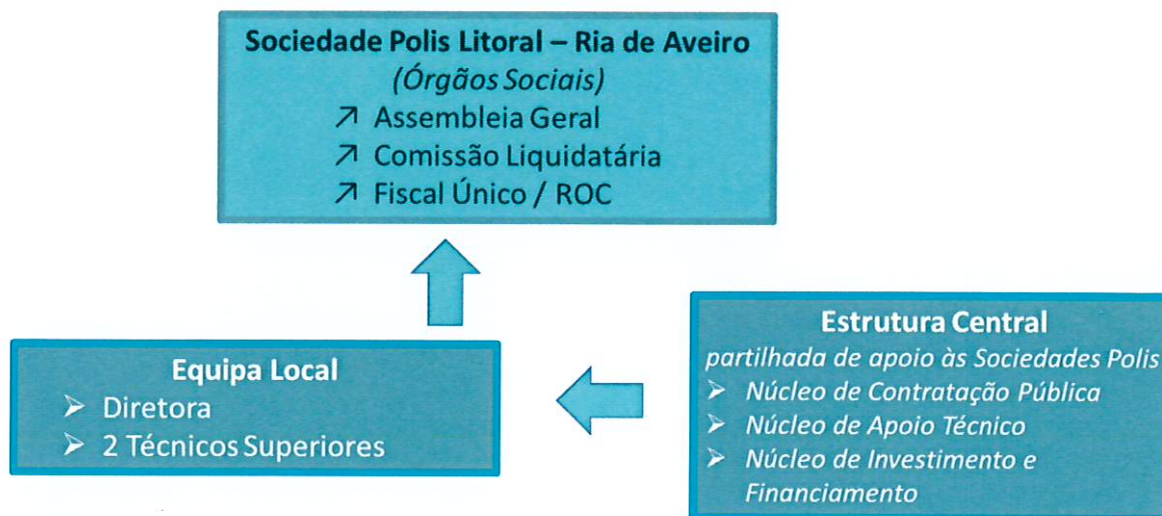 Sociedade Polis Litoral – Ria de Aveiro
(Órgãos Sociais)
↗ Assembleia Geral
↗ Comissão Liquidatária
↗ Fiscal Único / ROC
Equipa Local
➢ Diretora
➢ 2 Técnicos Superiores
Estrutura Central
partilhada de apoio às Sociedades Polis
➢ Núcleo de Contratação Pública
➢ Núcleo de Apoio Técnico
➢ Núcleo de Investimento e
Financiamento